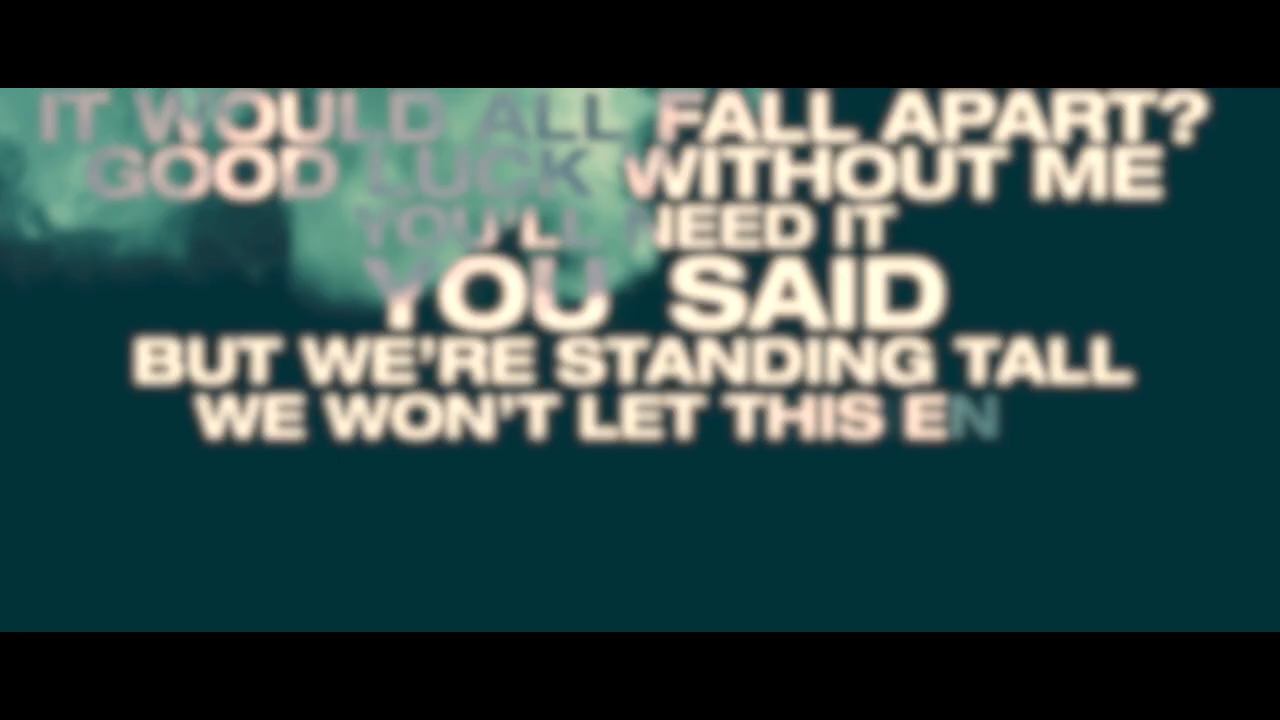 IT WOULD ALL FALL APART?
GOOD LUCK WITHOUT ME
YOU'LL NEED IT
YOU SAID
BUT WE'RE STANDING TALL
WE WON'T LET THIS EN